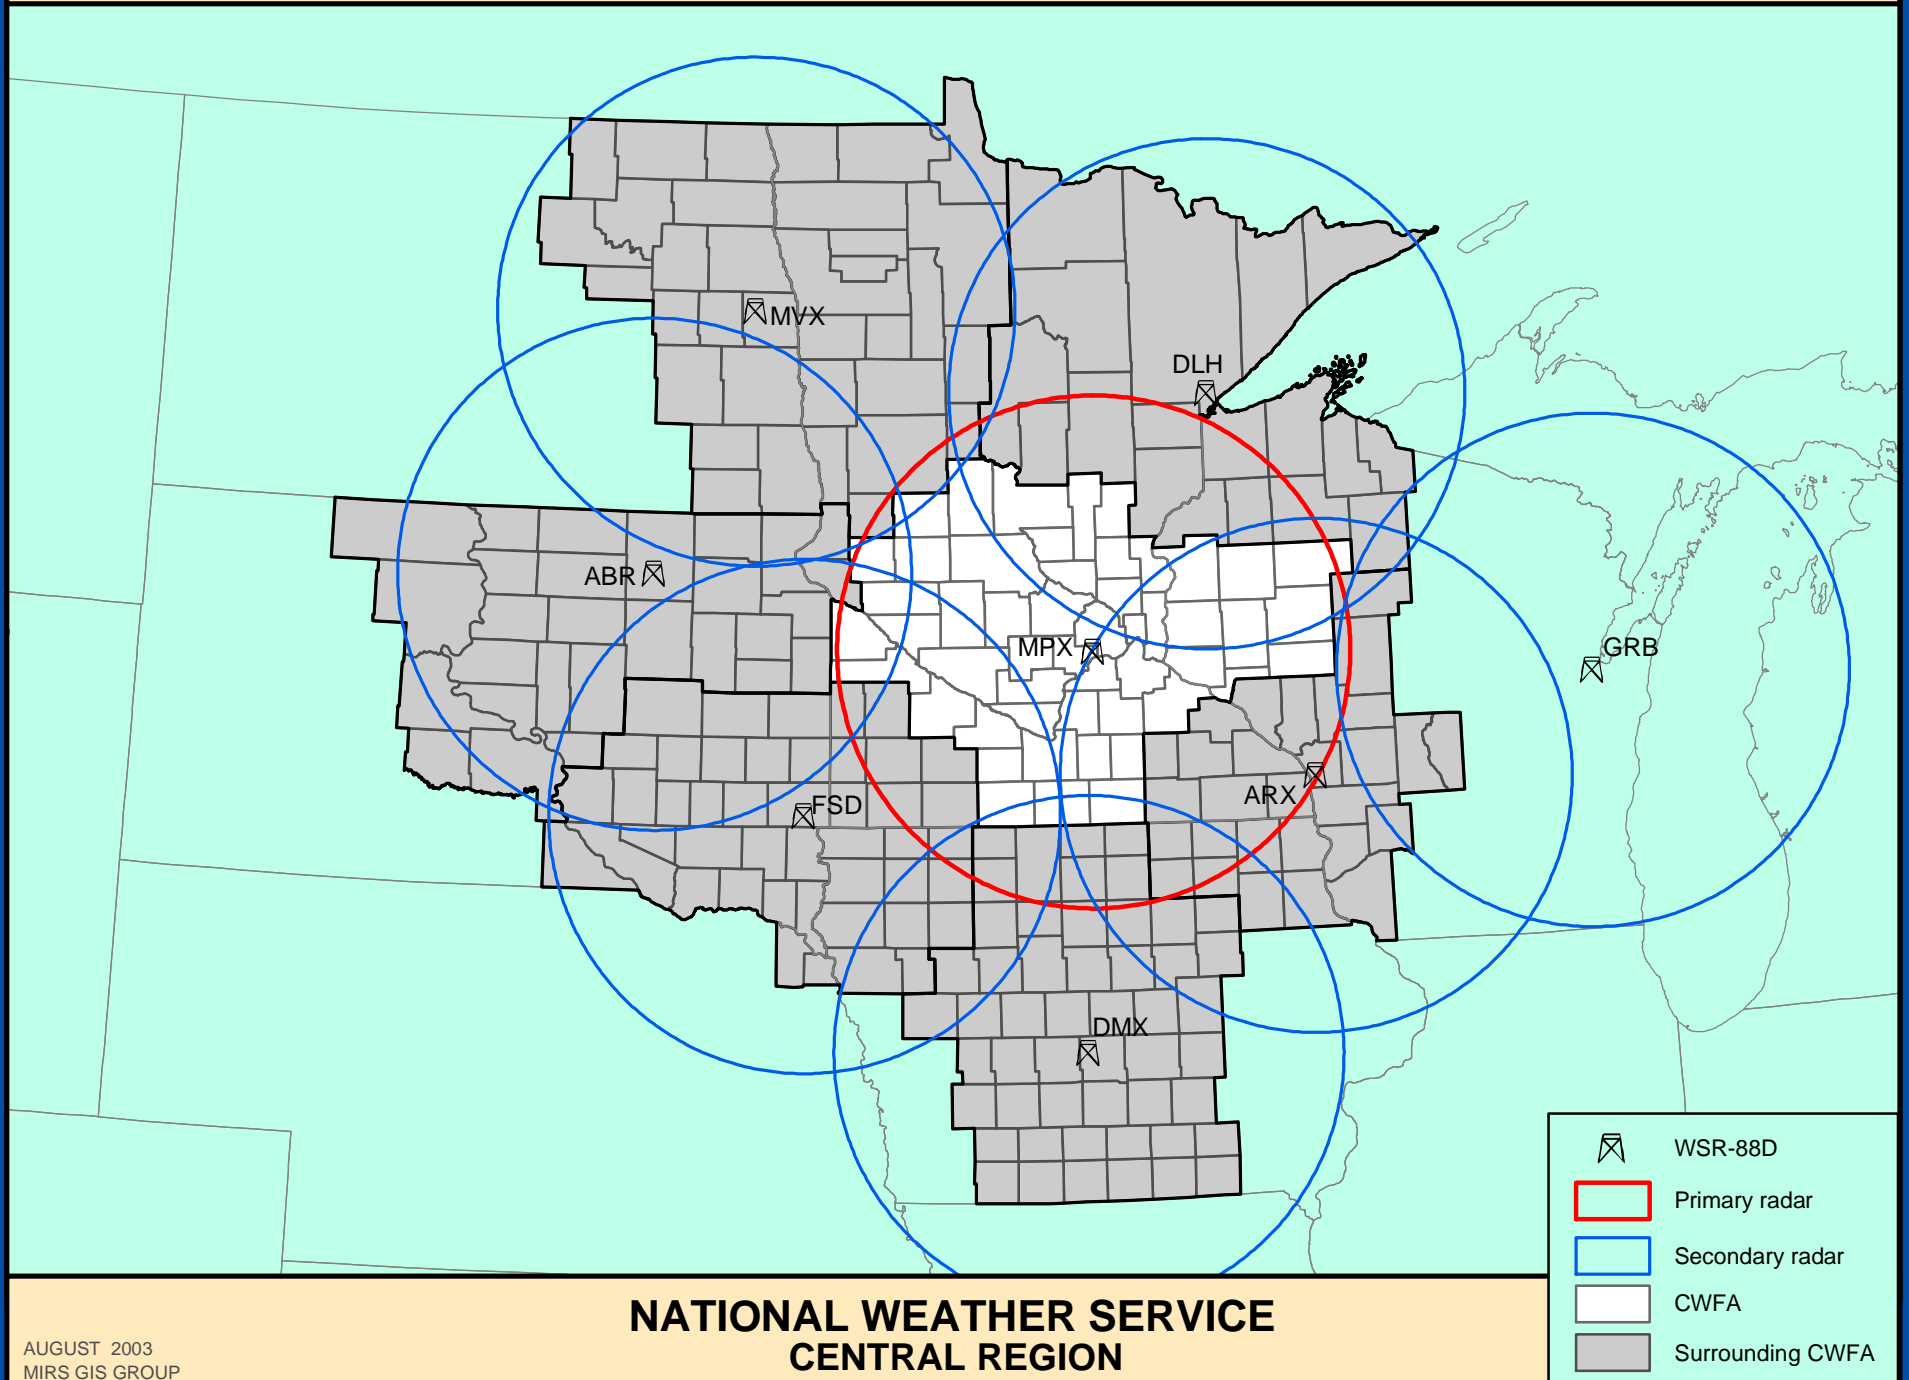 MVX
DLH
ABR
MPX
GRB
FSD
ARX
DMX
WSR-88D
Primary radar
Secondary radar
CWFA
Surrounding CWFA
NATIONAL WEATHER SERVICE
CENTRAL REGION
AUGUST 2003
MIRS GIS GROUP